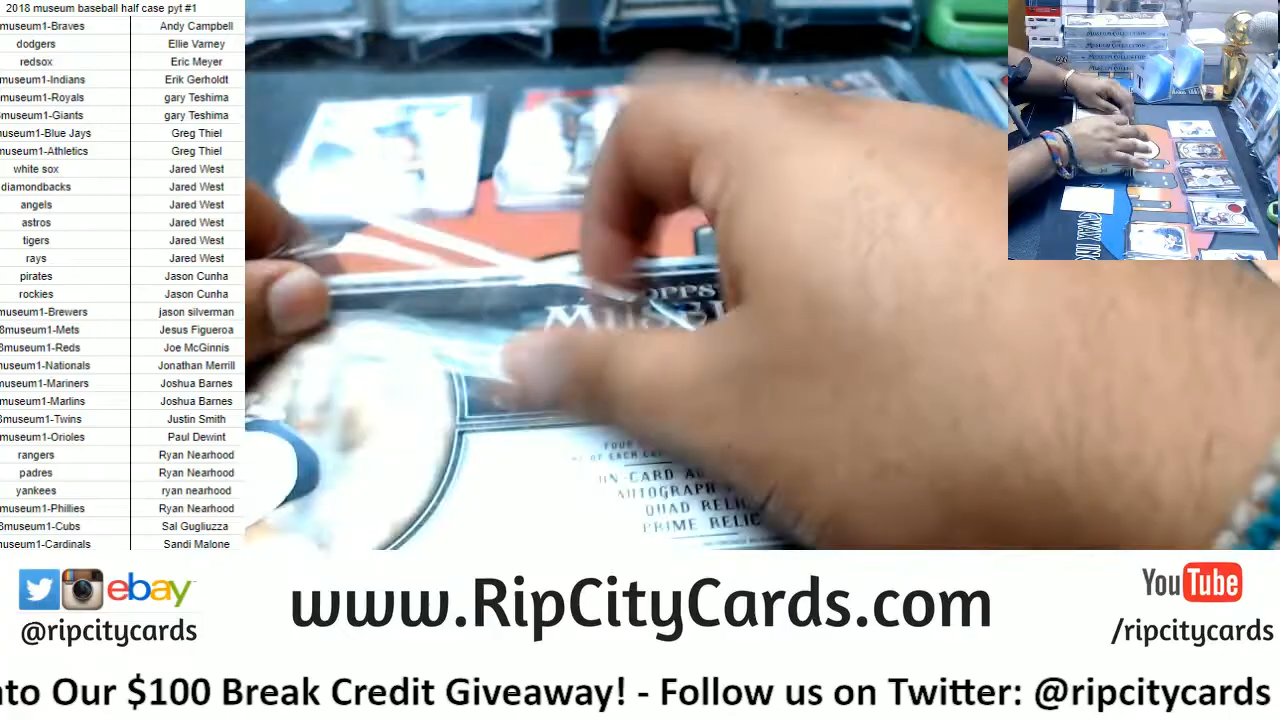 2018 museum baseball half case pyt #1
museum1-Braves Andy Campbell
dodgers Ellie Varney
redsox Eric Meyer
museum1-Indians Erik Gerholdt
museum1-Royals gary Teshima
museum1-Giants gary Teshima
museum1-Blue Jays Greg Thiel
museum1-Athletics Greg Thiel
white sox Jared West
diamondbacks Jared West
angels Jared West
astros Jared West
tigers Jared West
rays Jared West
pirates Jason Cunha
rockies Jason Cunha
museum1-Brewers jason silverman
8museum1-Mets Jesus Figueroa
8museum1-Reds Joe McGinnis
museum1-Nationals Jonathan Merrill
museum1-Mariners Joshua Barnes
museum1-Marlins Joshua Barnes
museum1-Twins Justin Smith
museum1-Orioles Paul Dewint
rangers Ryan Nearhood
padres Ryan Nearhood
yankees ryan nearhood
museum1-Phillies Ryan Nearhood
8museum1-Cubs Sal Gugliuzza
museum1-Cardinals Sandi Malone
OF EACH
ON-CARD
AUTOGRAPH
QUAD
PRIME
ebay
@ripcitycards
www.RipCityCards.com
YouTube
/ripcitycards
nto Our $100 Break Credit Giveaway! - Follow us on Twitter: @ripcitycards